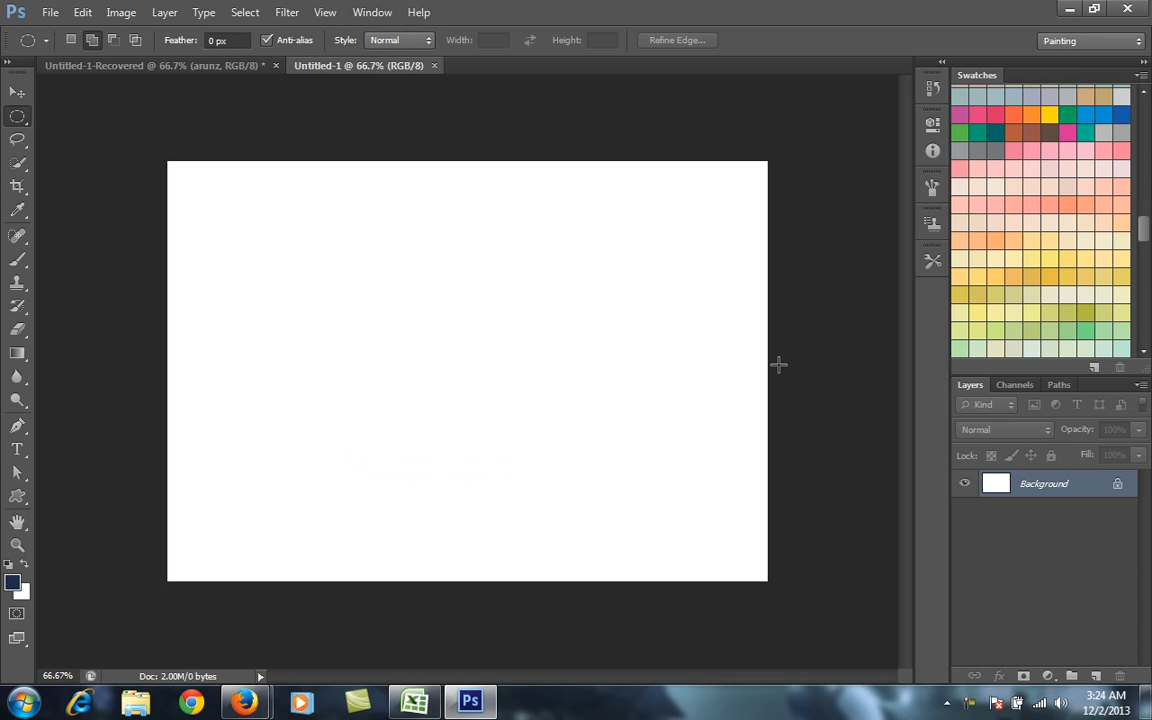 Ps File Edit Image Layer Type Select Filter View Window Help
Feather: 0 px Anti-alias Style: Normal Width: Height: Refine Edge... Painting
Untitled-1-Recovered @ 66.7% (arunz, RGB/8) * × Untitled-1 @ 66.7% (RGB/8) ×
Swatches
Layers Channels Paths
Kind
Normal Opacity: 100%
Lock: Fill: 100%
Background
66.67% Doc: 2.00M/0 bytes
Ps
3:24 AM
12/2/2013